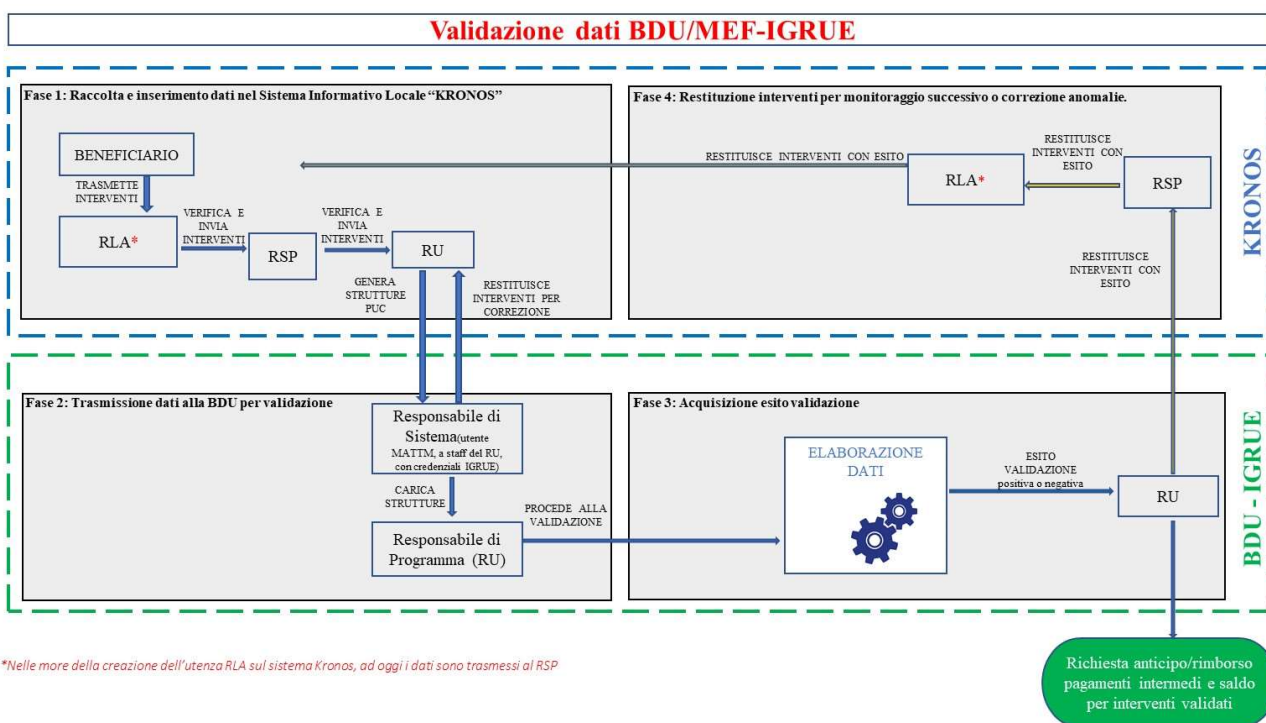 Validazione dati BDU/MEF-IGRUE
Fase 1: Raccolta e inserimento dati nel Sistema Informativo Locale “KRONOS”
BENEFICIARIO
TRASMETTE
INTERVENTI
RLA*
VERIFICA E
INVIA
INTERVENTI
RSP
VERIFICA E
INVIA
INTERVENTI
RU
GENERA
STRUTTURE
PUC
RESTITUISCE
INTERVENTI PER
CORREZIONE
Fase 4: Restituzione interventi per monitoraggio successivo o correzione anomalie.
RESTITUISCE INTERVENTI CON ESITO
RLA*
RESTITUISCE
INTERVENTI CON
ESITO
RSP
RESTITUISCE
INTERVENTI CON
ESITO
KRONOS
Fase 2: Trasmissione dati alla BDU per validazione
Responsabile di
Sistema(utente
MATTM, a staff del RU,
con credenziali IGRUE)
CARICA
STRUTTURE
Responsabile di
Programma (RU)
PROCEDE ALLA
VALIDAZIONE
Fase 3: Acquisizione esito validazione
ELABORAZIONE
DATI
ESITO
VALIDAZIONE
positiva o negativa
RU
BDU - IGRUE
*Nelle more della creazione dell’utenza RLA sul sistema Kronos, ad oggi i dati sono trasmessi al RSP
Richiesta anticipo/rimborso
pagamenti intermedi e saldo
per interventi validati